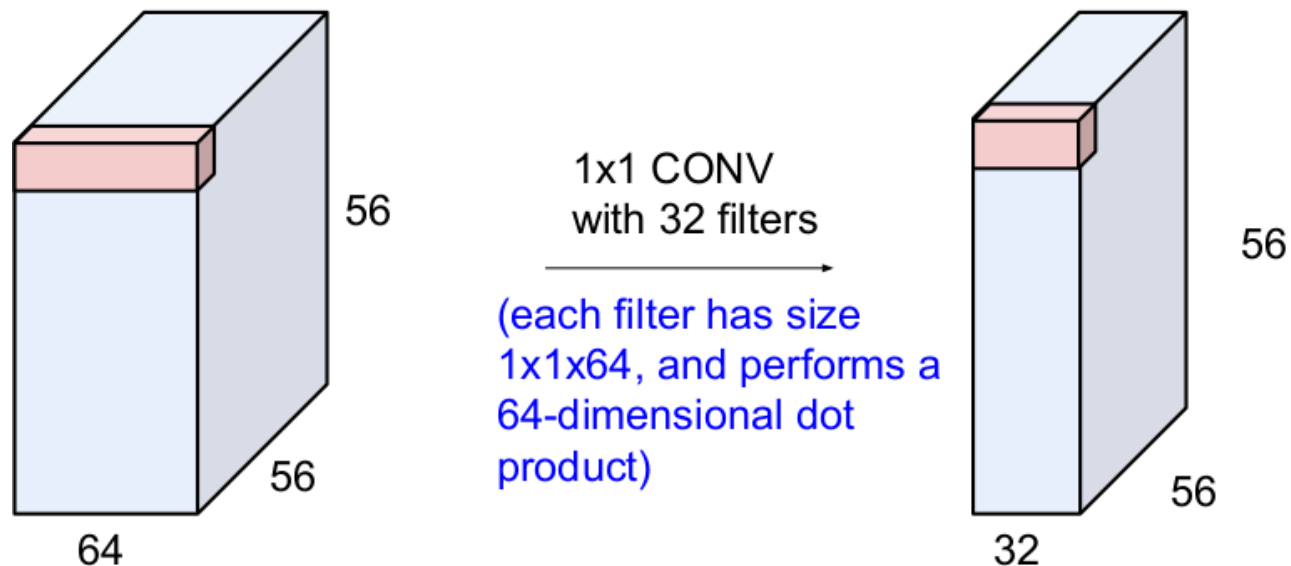 56
56
64
1x1 CONV
with 32 filters
(each filter has size
1x1x64, and performs a
64-dimensional dot
product)
56
56
32